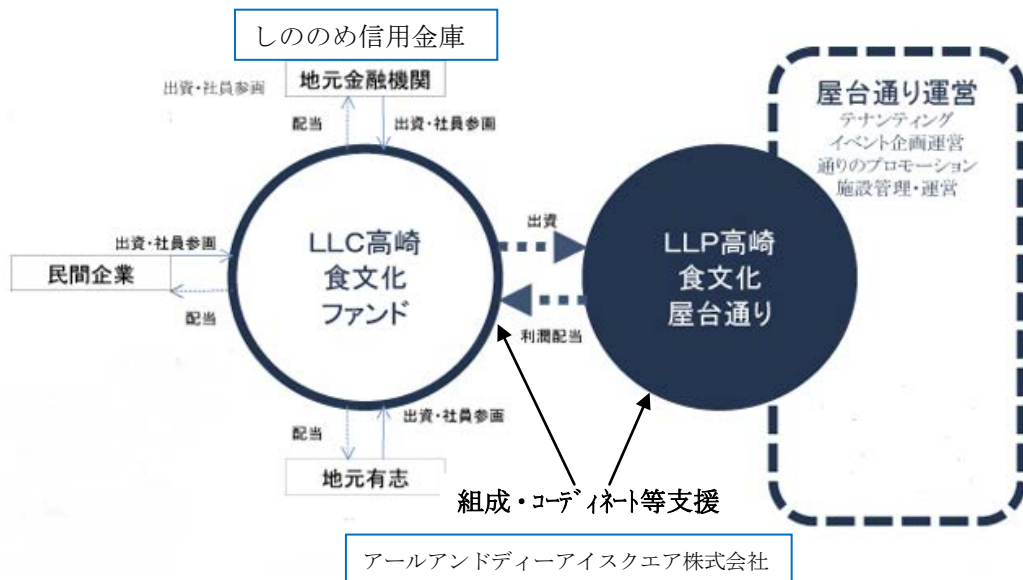 しののめ信用金庫
地元金融機関
出資・社員参画
配当
出資・社員参画
屋台通り運営
テナンティング
イベント企画運営
通りのプロモーション
施設管理・運営
出資・社員参画
民間企業
配当
LLC高崎
食文化
ファンド
出資
利潤配当
LLP高崎
食文化
屋台通り
配当
出資・社員参画
地元有志
組成・コーディネート等支援
アールアンドディーアイスクエア株式会社